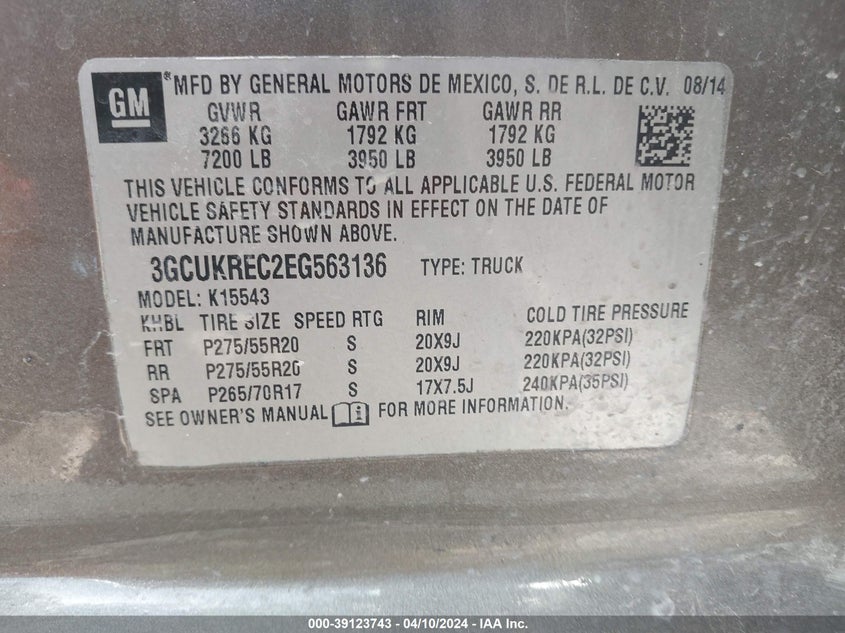 GM ® MFD BY GENERAL MOTORS DE MEXICO, S. DE R.L. DE C.V. 08/14
GVWR GAWR FRT GAWR RR
3266 KG 1792 KG 1792 KG
7200 LB 3950 LB 3950 LB
THIS VEHICLE CONFORMS TO ALL APPLICABLE U.S. FEDERAL MOTOR
VEHICLE SAFETY STANDARDS IN EFFECT ON THE DATE OF
MANUFACTURE SHOWN ABOVE.
3GCUKREC2EG563136 TYPE: TRUCK
MODEL: K15543
KHBL TIRE SIZE SPEED RTG RIM COLD TIRE PRESSURE
FRT P275/55R20 S 20X9J 220KPA(32PSI)
RR P275/55R20 S 20X9J 220KPA(32PSI)
SPA P265/70R17 S 17X7.5J 240KPA(35PSI)
SEE OWNER'S MANUAL FOR MORE INFORMATION.
000-39123743 - 04/10/2024 - IAA Inc.